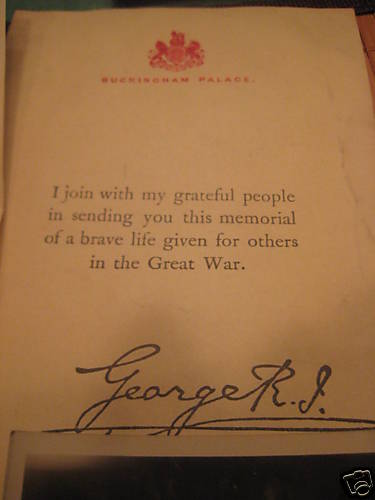 BUCKINGHAM PALACE.
I join with my grateful people
in sending you this memorial
of a brave life given for others
in the Great War.
George R.I.